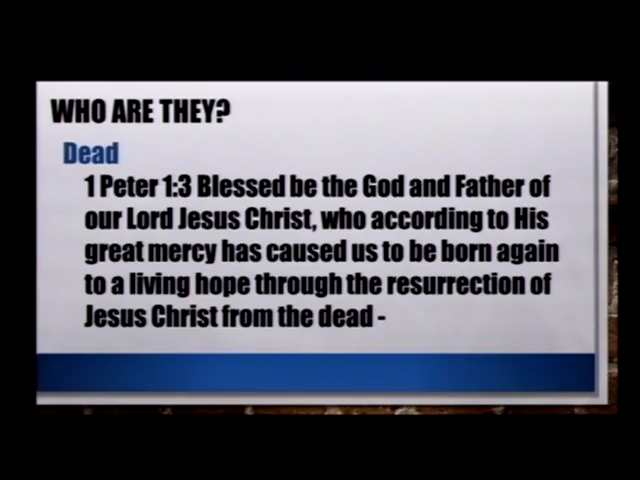 WHO ARE THEY?
Dead
1 Peter 1:3 Blessed be the God and Father of
our Lord Jesus Christ, who according to His
great mercy has caused us to be born again
to a living hope through the resurrection of
Jesus Christ from the dead -